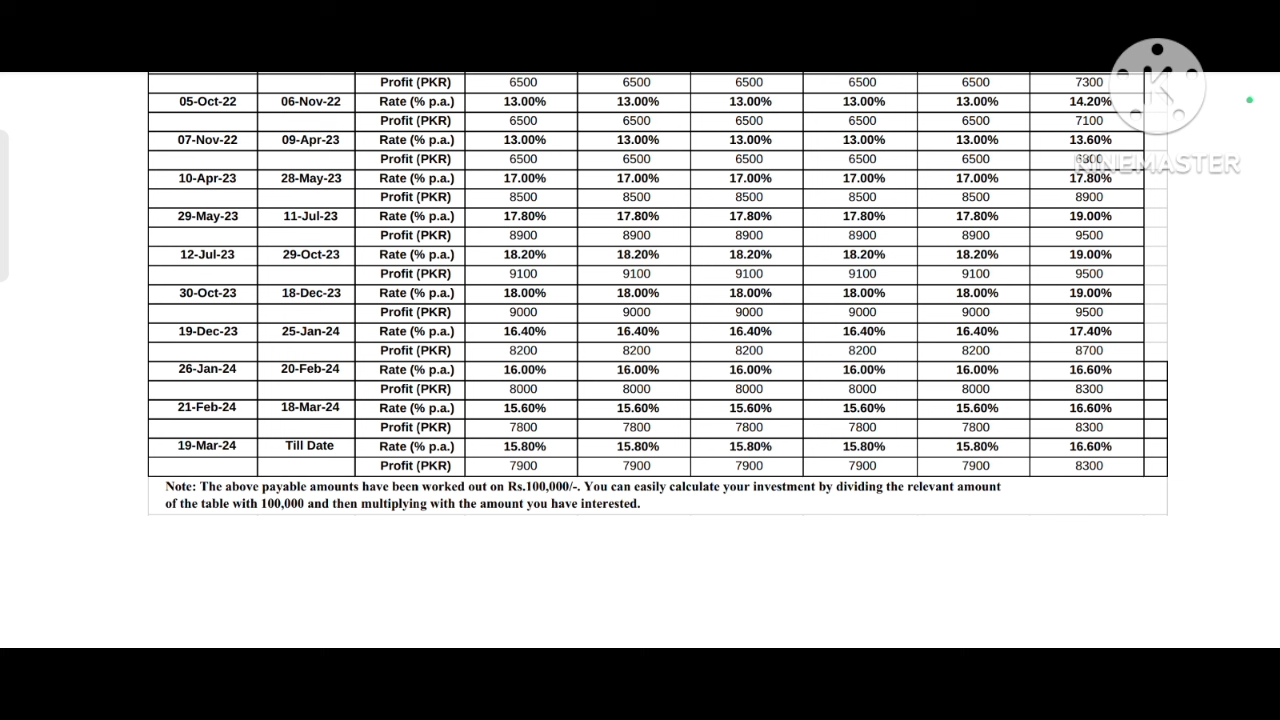 Profit (PKR) 6500 6500 6500 6500 6500 7300
05-Oct-22 06-Nov-22 Rate (% p.a.) 13.00% 13.00% 13.00% 13.00% 13.00% 14.20%
Profit (PKR) 6500 6500 6500 6500 6500 7100
07-Nov-22 09-Apr-23 Rate (% p.a.) 13.00% 13.00% 13.00% 13.00% 13.00% 13.60%
Profit (PKR) 6500 6500 6500 6500 6500 6800
KINEMASTER
10-Apr-23 28-May-23 Rate (% p.a.) 17.00% 17.00% 17.00% 17.00% 17.00% 17.80%
Profit (PKR) 8500 8500 8500 8500 8500 8900
29-May-23 11-Jul-23 Rate (% p.a.) 17.80% 17.80% 17.80% 17.80% 17.80% 19.00%
Profit (PKR) 8900 8900 8900 8900 8900 9500
12-Jul-23 29-Oct-23 Rate (% p.a.) 18.20% 18.20% 18.20% 18.20% 18.20% 19.00%
Profit (PKR) 9100 9100 9100 9100 9100 9500
30-Oct-23 18-Dec-23 Rate (% p.a.) 18.00% 18.00% 18.00% 18.00% 18.00% 19.00%
Profit (PKR) 9000 9000 9000 9000 9000 9500
19-Dec-23 25-Jan-24 Rate (% p.a.) 16.40% 16.40% 16.40% 16.40% 16.40% 17.40%
Profit (PKR) 8200 8200 8200 8200 8200 8700
26-Jan-24 20-Feb-24 Rate (% p.a.) 16.00% 16.00% 16.00% 16.00% 16.00% 16.60%
Profit (PKR) 8000 8000 8000 8000 8000 8300
21-Feb-24 18-Mar-24 Rate (% p.a.) 15.60% 15.60% 15.60% 15.60% 15.60% 16.60%
Profit (PKR) 7800 7800 7800 7800 7800 8300
19-Mar-24 Till Date Rate (% p.a.) 15.80% 15.80% 15.80% 15.80% 15.80% 16.60%
Profit (PKR) 7900 7900 7900 7900 7900 8300
Note: The above payable amounts have been worked out on Rs.100,000/-. You can easily calculate your investment by dividing the relevant amount
of the table with 100,000 and then multiplying with the amount you have interested.